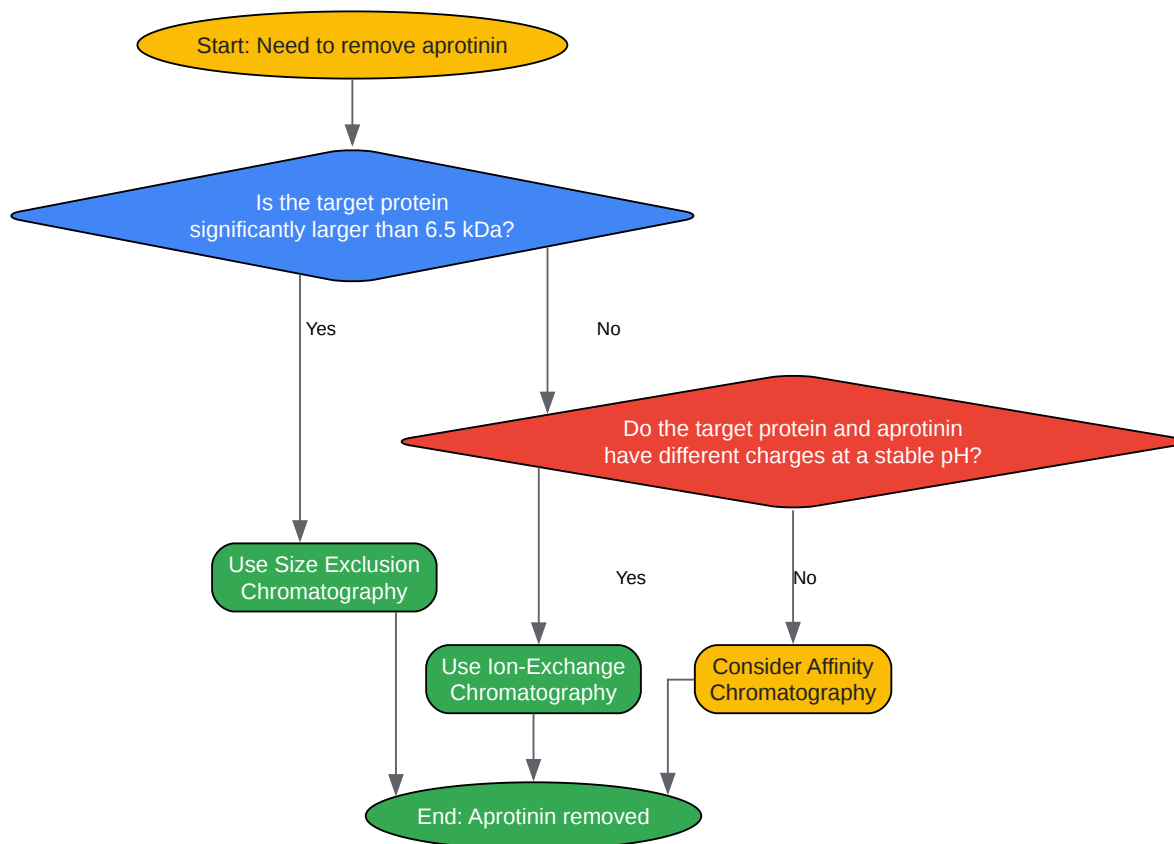 Start: Need to remove aprotinin
Is the target protein
significantly larger than 6.5 kDa?
Yes
No
Do the target protein and aprotinin
have different charges at a stable pH?
Use Size Exclusion
Chromatography
Yes
No
Use Ion-Exchange
Chromatography
Consider Affinity
Chromatography
End: Aprotinin removed